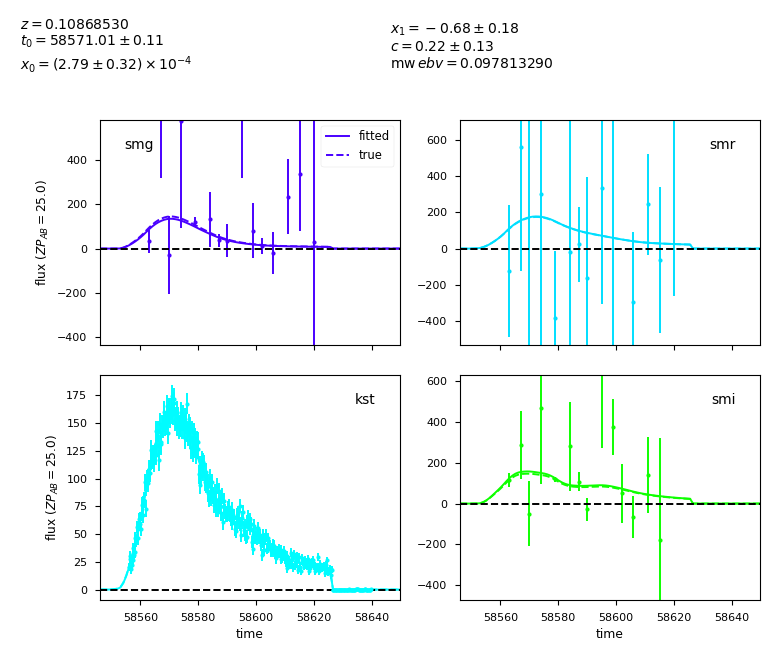 z = 0.10868530
t0 = 58571.01 ± 0.11
x0 = (2.79 ± 0.32) × 10^−4
x1 = −0.68 ± 0.18
c = 0.22 ± 0.13
mw ebv = 0.097813290
smg
fitted
true
400
200
0
−200
−400
flux (ZP_AB = 25.0)
smr
600
400
200
0
−200
−400
kst
175
150
125
100
75
50
25
0
flux (ZP_AB = 25.0)
58560 58580 58600 58620 58640
time
smi
600
400
200
0
−200
−400
58560 58580 58600 58620 58640
time